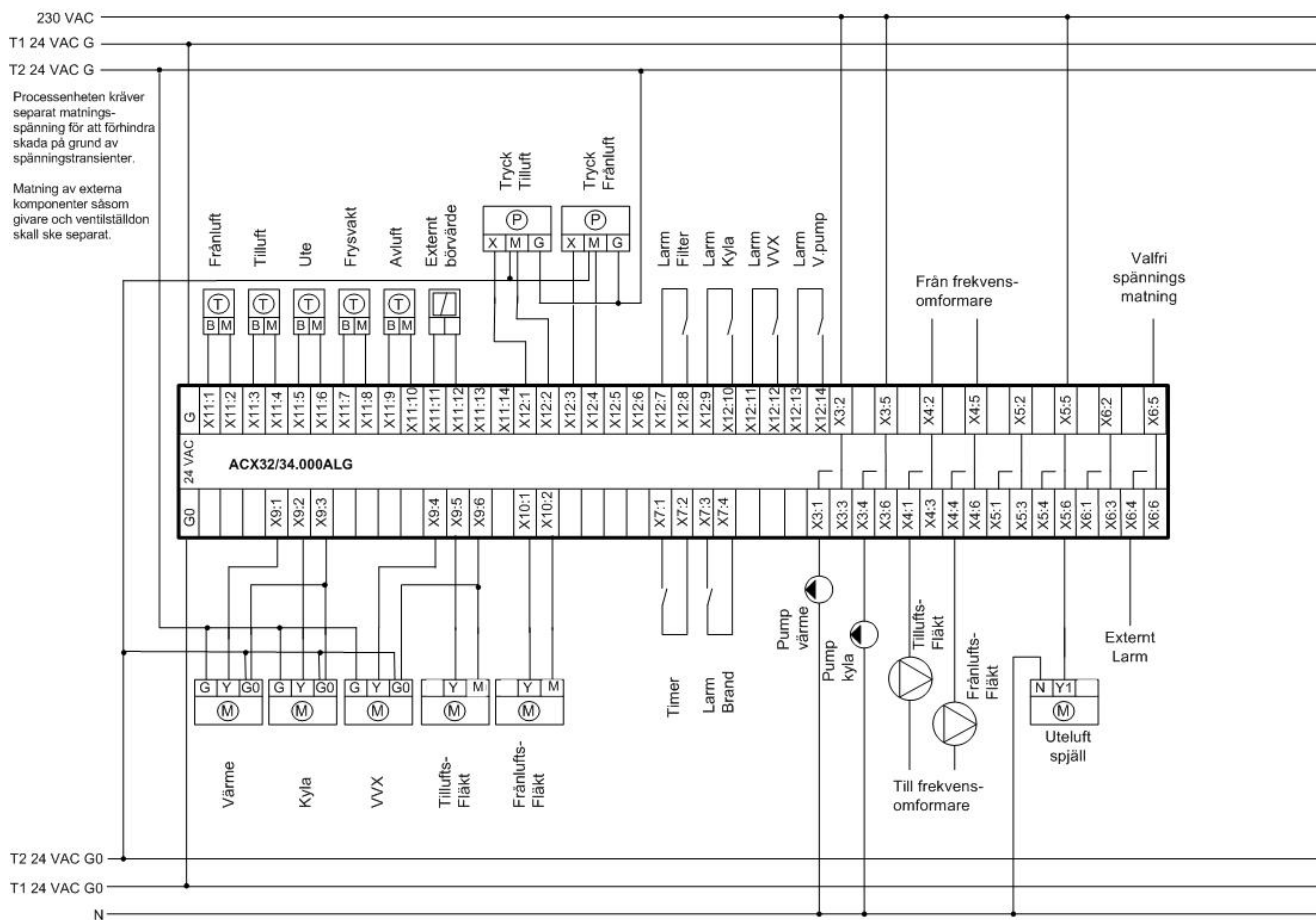 230 VAC
T1 24 VAC G
T2 24 VAC G
Processenheten kräver
separat matnings-
spänning för att förhindra
skada på grund av
spänningstransienter.
Matning av externa
komponenter såsom
givare och ventilställdon
skall ske separat.
Frånluft
Tilluft
Ute
Frysvakt
Avluft
Externt
börvärde
Tryck
Tilluft
Tryck
Frånluft
Larm
Filter
Larm
Kyla
Larm
VVX
Larm
V.pump
Från frekvens-
omformare
Valfri
spännings
matning
P
X M G
P
X M G
T
B M
T
B M
T
B M
T
B M
T
B M
G X11:1 X11:2 X11:3 X11:4 X11:5 X11:6 X11:7 X11:8 X11:9 X11:10 X11:11 X11:12 X11:13 X11:14 X12:1 X12:2 X12:3 X12:4 X12:5 X12:6 X12:7 X12:8 X12:9 X12:10 X12:11 X12:12 X12:13 X12:14 X3:2 X3:5 X4:2 X4:5 X5:2 X5:5 X6:2 X6:5
24 VAC
ACX32/34.000ALG
G0 X9:1 X9:2 X9:3 X9:4 X9:5 X9:6 X10:1 X10:2 X7:1 X7:2 X7:3 X7:4 X3:1 X3:3 X3:4 X3:6 X4:1 X4:3 X4:4 X4:6 X5:1 X5:3 X5:4 X5:6 X6:1 X6:3 X6:4 X6:6
G Y G0
M
G Y G0
M
G Y G0
M
Y M
M
Y M
M
Värme
Kyla
VVX
Tillufts-
Fläkt
Frånlufts-
Fläkt
Timer
Larm
Brand
Pump
värme
Pump
kyla
Tillufts-
Fläkt
Frånlufts-
Fläkt
Till frekvens-
omformare
Externt
Larm
N Y1
M
Uteluft
spjäll
T2 24 VAC G0
T1 24 VAC G0
N